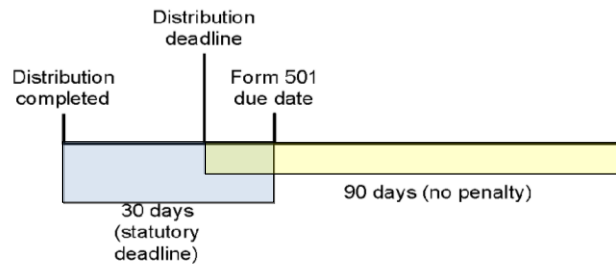 Distribution
deadline
Distribution
completed
Form 501
due date
30 days
(statutory
deadline)
90 days (no penalty)